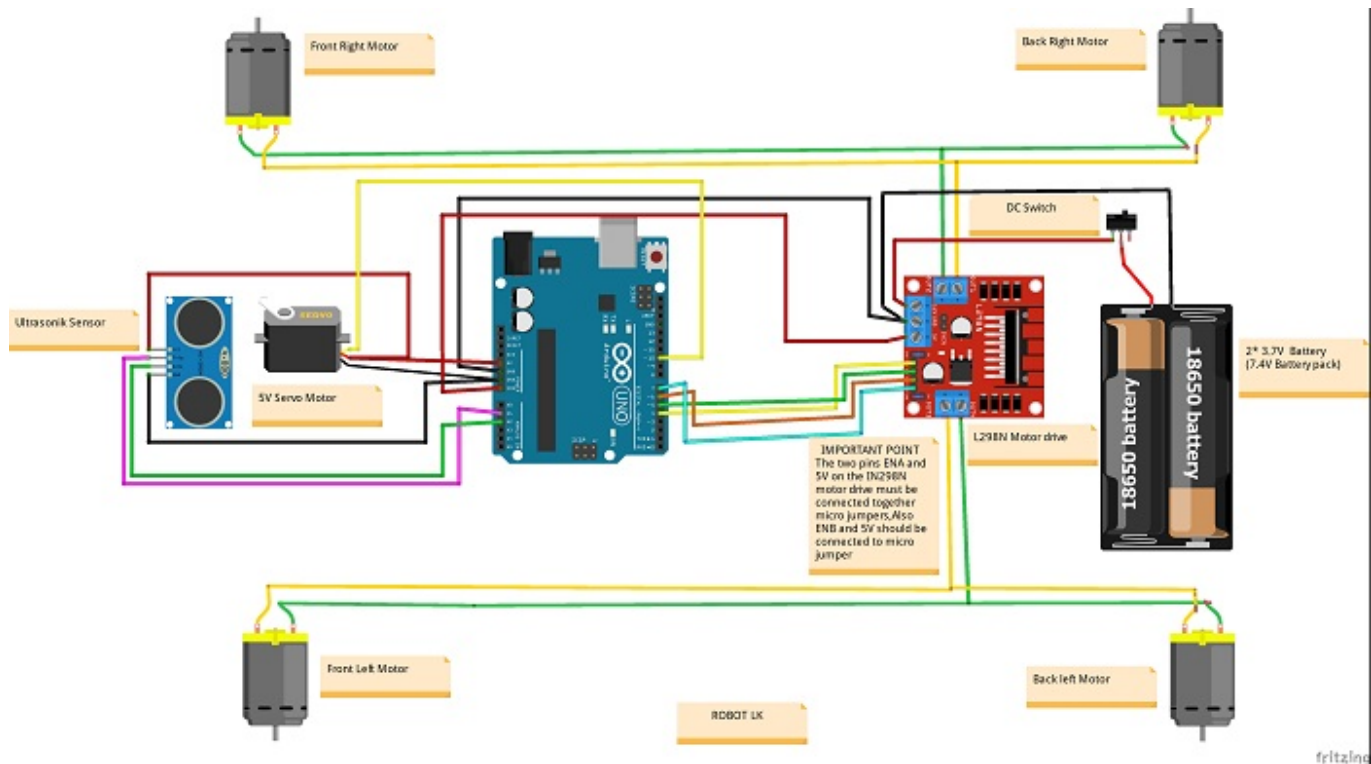 Front Right Motor
Back Right Motor
DC Switch
Ultrasonik Sensor
SERVO
5V Servo Motor
UNO
2* 3.7V Battery
(7.4V Battery pack)
18650 battery
18650 battery
L298N Motor drive
IMPORTANT POINT
The two pins ENA and
5V on the IN298N
motor drive must be
connected together
micro jumpers,Also
ENB and 5V should be
connected to micro
jumper
Front Left Motor
Back left Motor
ROBOT LK
fritzing